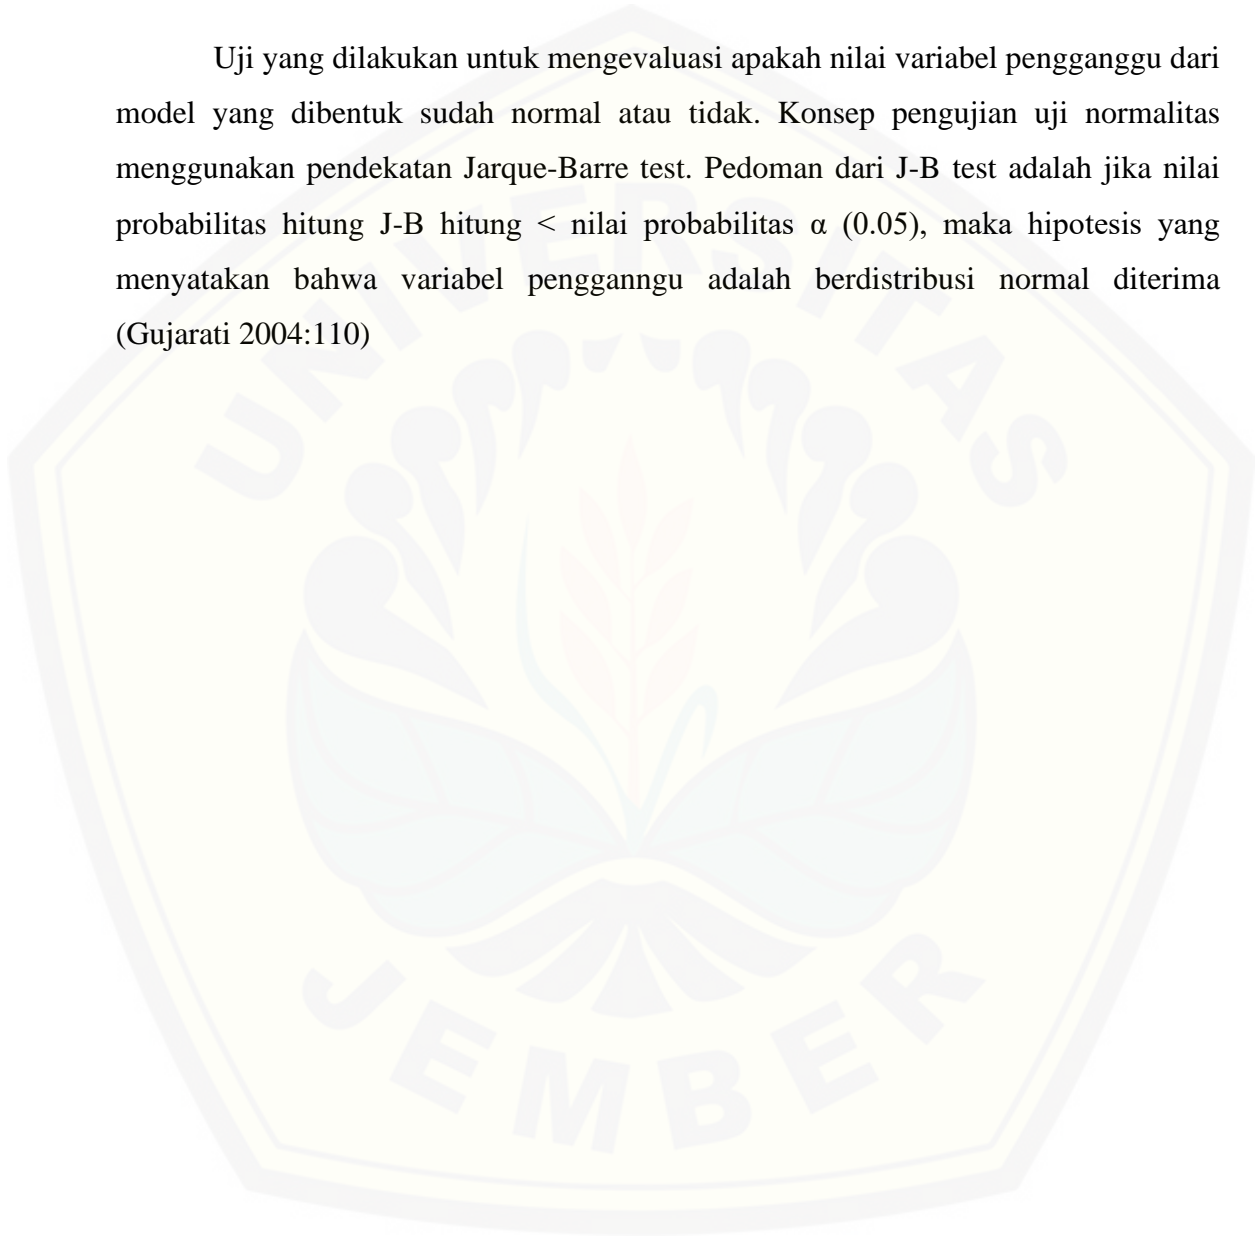 Uji yang dilakukan untuk mengevaluasi apakah nilai variabel pengganggu dari
model yang dibentuk sudah normal atau tidak. Konsep pengujian uji normalitas
menggunakan pendekatan Jarque-Barre test. Pedoman dari J-B test adalah jika nilai
probabilitas hitung J-B hitung < nilai probabilitas α (0.05), maka hipotesis yang
menyatakan bahwa variabel pengganngu adalah berdistribusi normal diterima
(Gujarati 2004:110)
UNIVERSITAS
JEMBER